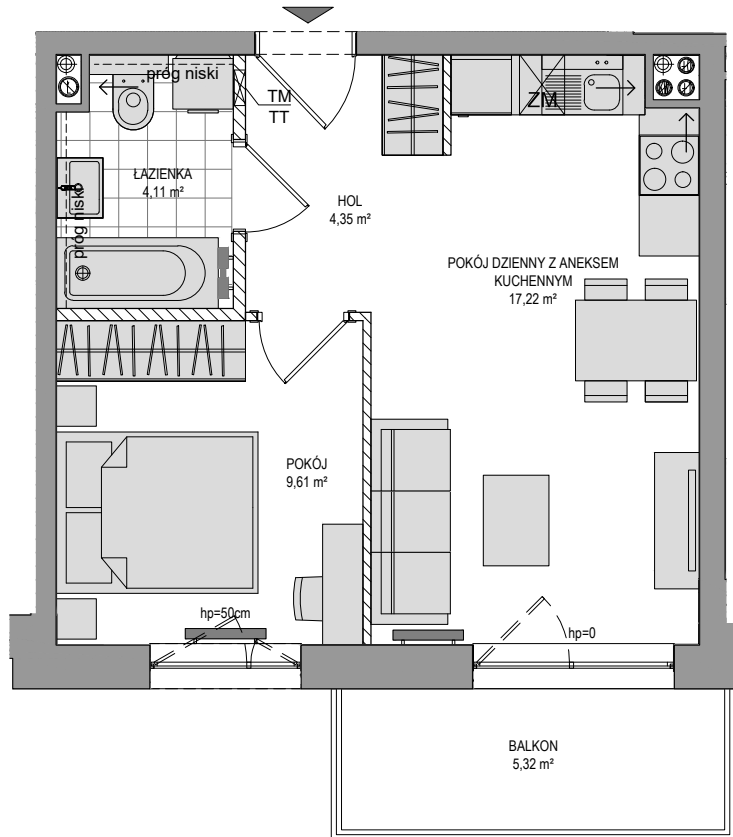 próg niski
TM
TT
ZM
ŁAZIENKA
4,11 m²
próg nisko
HOL
4,35 m²
POKÓJ DZIENNY Z ANEKSEM
KUCHENNYM
17,22 m²
POKÓJ
9,61 m²
hp=50cm
hp=0
BALKON
5,32 m²